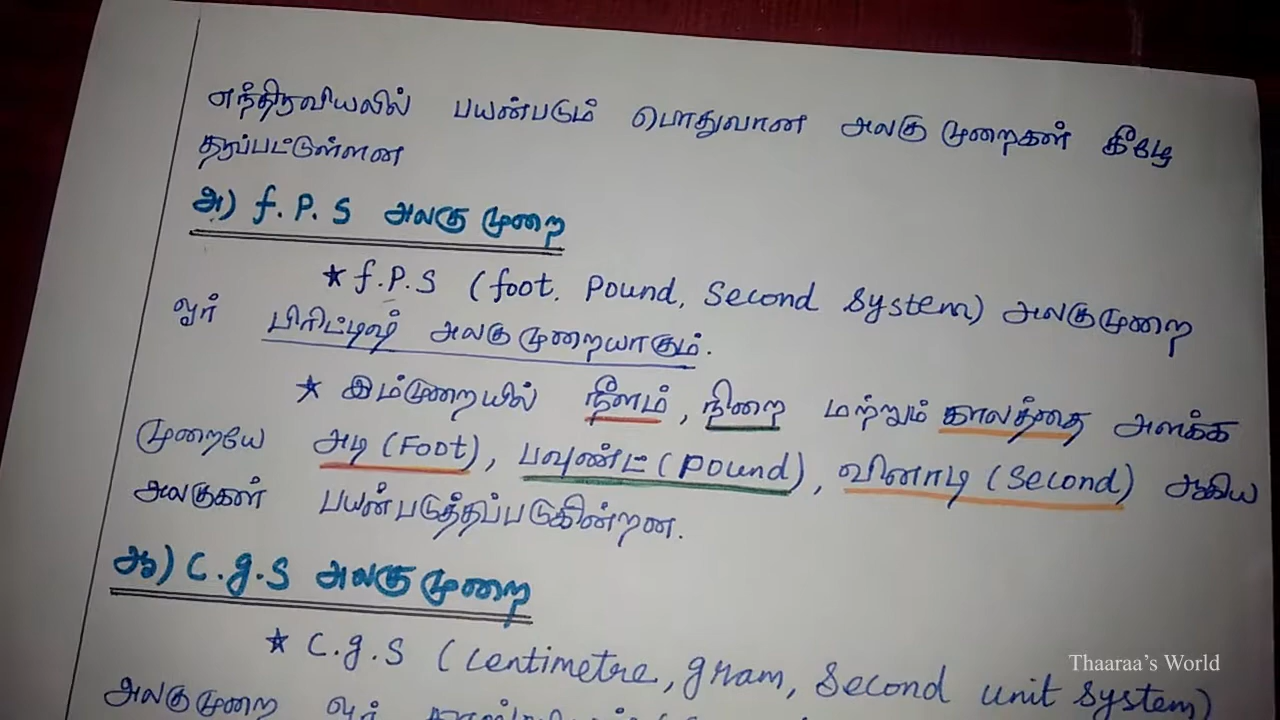 எந்திரவியலில் பயன்படும் பொதுவான அலகு முறைகள் கீழே
தரப்பட்டுள்ளன
அ) f.P.S அலகு முறை
★ f.P.S (foot. Pound, Second System) அலகுமுறை
ஓர் பிரிட்டிஷ் அலகு முறையாகும்.
★ இம்முறையில் நீளம், நிறை மற்றும் காலத்தை அளக்க
முறையே அடி (Foot), பவுண்ட் (pound), வினாடி (Second) ஆகிய
அலகுகள் பயன்படுத்தப்படுகின்றன.
ஆ) C.g.S அலகு முறை
★ C.g.S (Centimetre, gram, Second unit System)
அலகு முறை ஓர்
Thaaraa's World